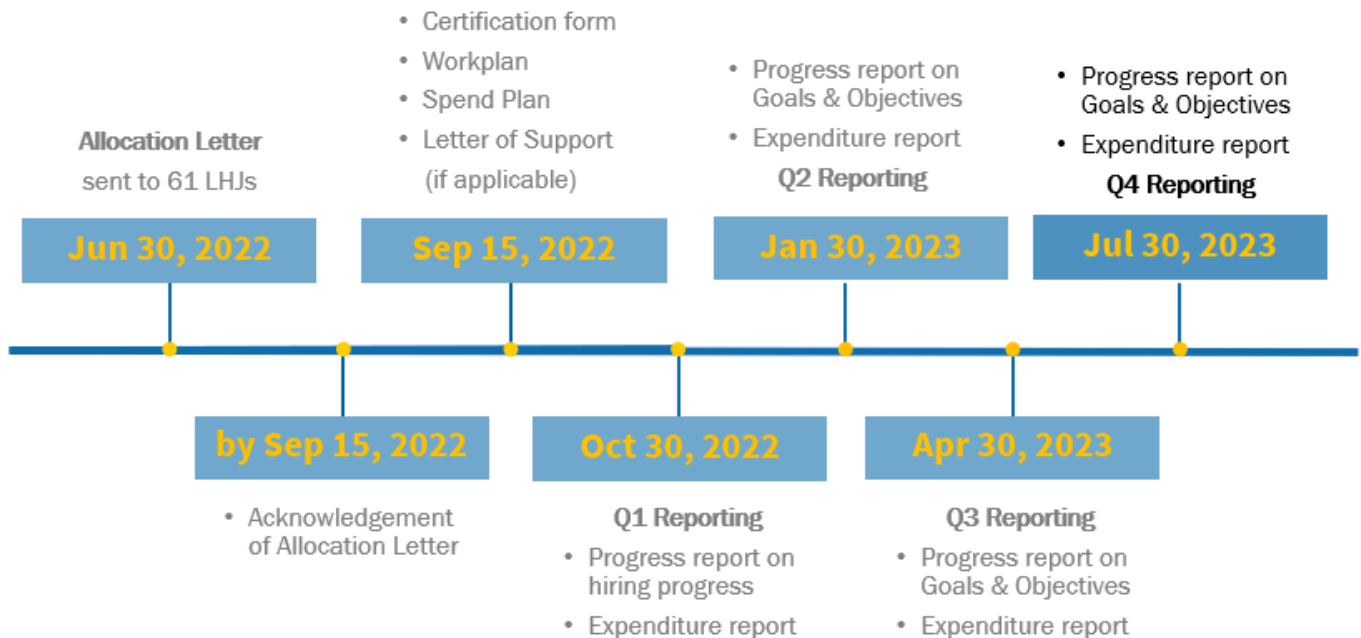 Allocation Letter
sent to 61 LHJs
Jun 30, 2022
by Sep 15, 2022
• Acknowledgement
of Allocation Letter
• Certification form
• Workplan
• Spend Plan
• Letter of Support
(if applicable)
Sep 15, 2022
Oct 30, 2022
Q1 Reporting
• Progress report on
hiring progress
• Expenditure report
• Progress report on
Goals & Objectives
• Expenditure report
Q2 Reporting
Jan 30, 2023
Apr 30, 2023
Q3 Reporting
• Progress report on
Goals & Objectives
• Expenditure report
• Progress report on
Goals & Objectives
• Expenditure report
Q4 Reporting
Jul 30, 2023